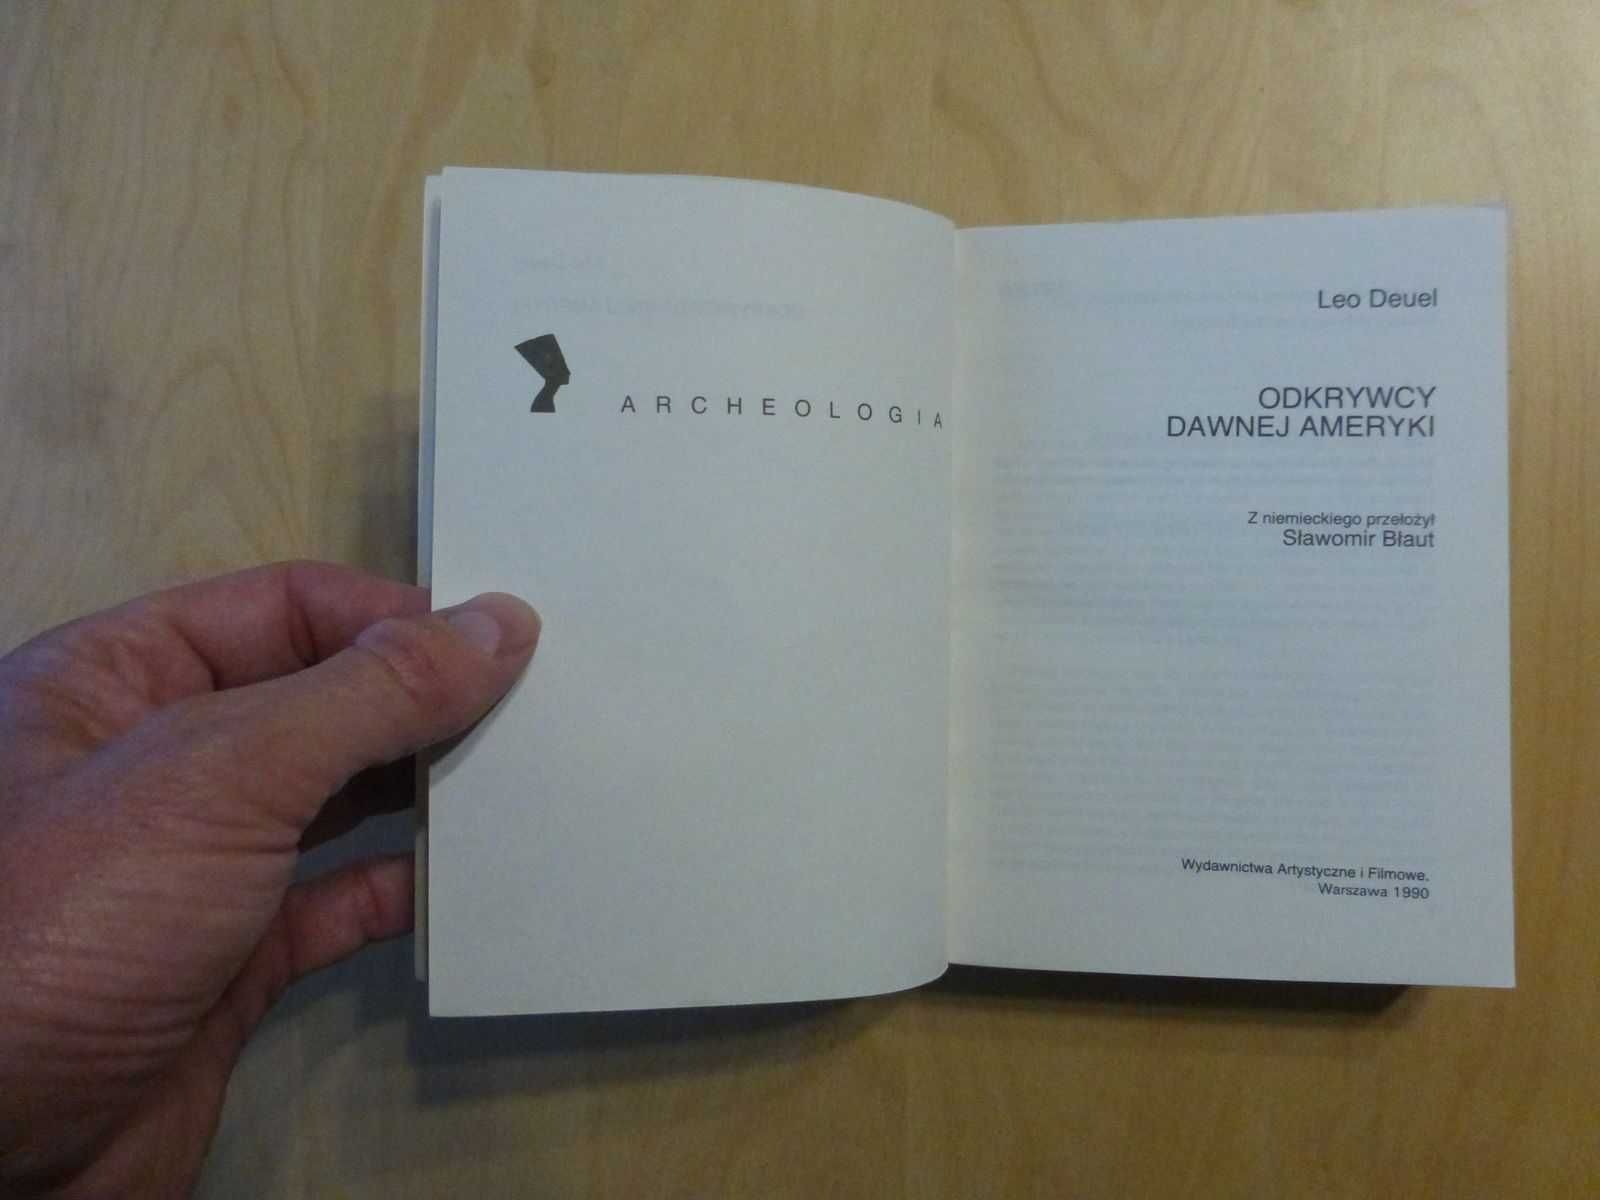 ARCHEOLOGIA
Leo Deuel
ODKRYWCY
DAWNEJ AMERYKI
Z niemieckiego przełożył
Sławomir Błaut
Wydawnictwa Artystyczne i Filmowe.
Warszawa 1990